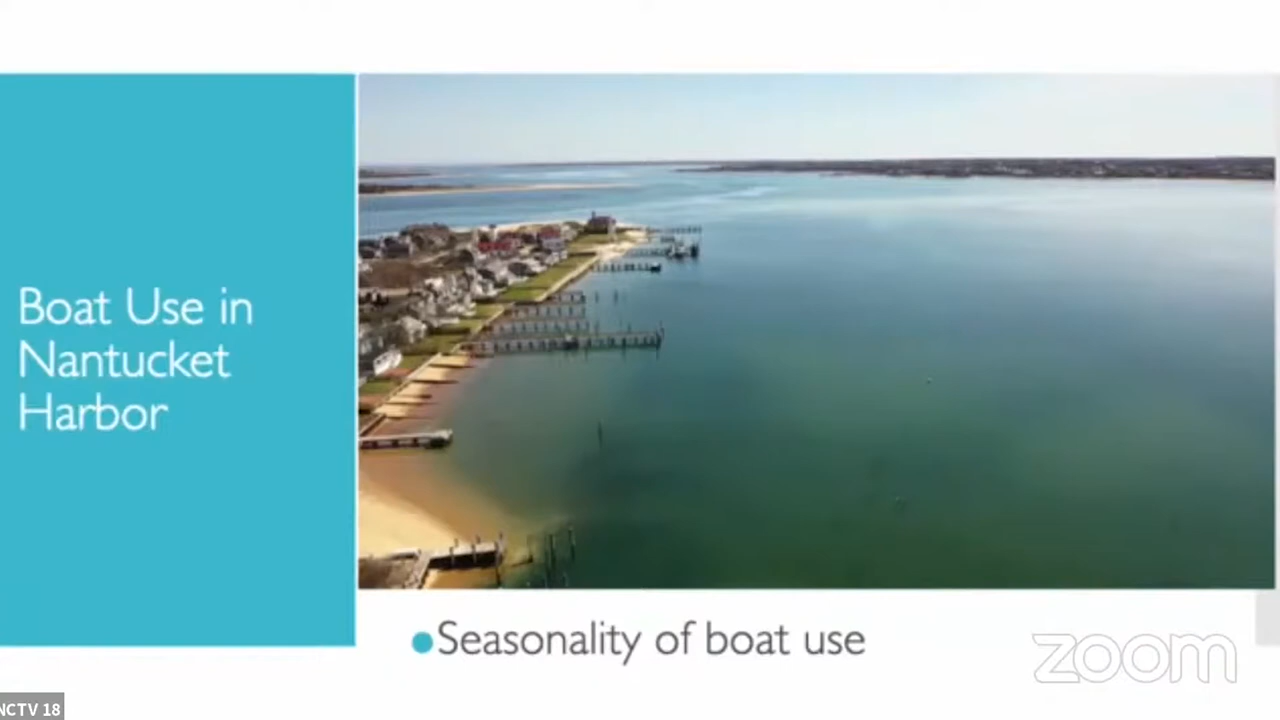 Boat Use in
Nantucket
Harbor
Seasonality of boat use
zoom
NCTV 18